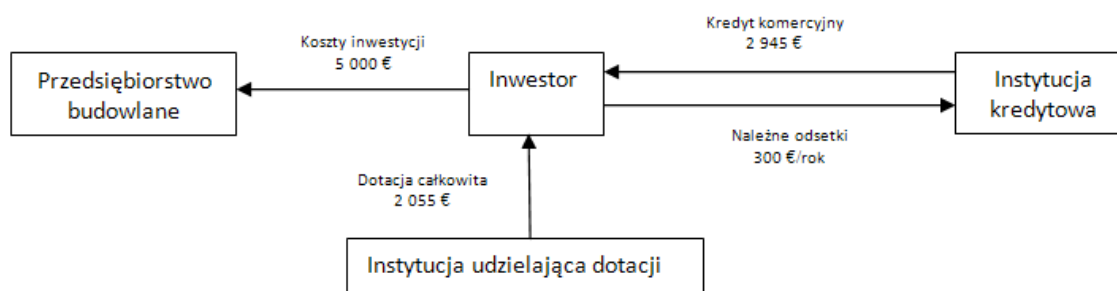 Kredyt komercyjny
2 945 €
Koszty inwestycji
5 000 €
Przedsiębiorstwo
budowlane
Inwestor
Instytucja
kredytowa
Należne odsetki
300 €/rok
Dotacja całkowita
2 055 €
Instytucja udzielająca dotacji